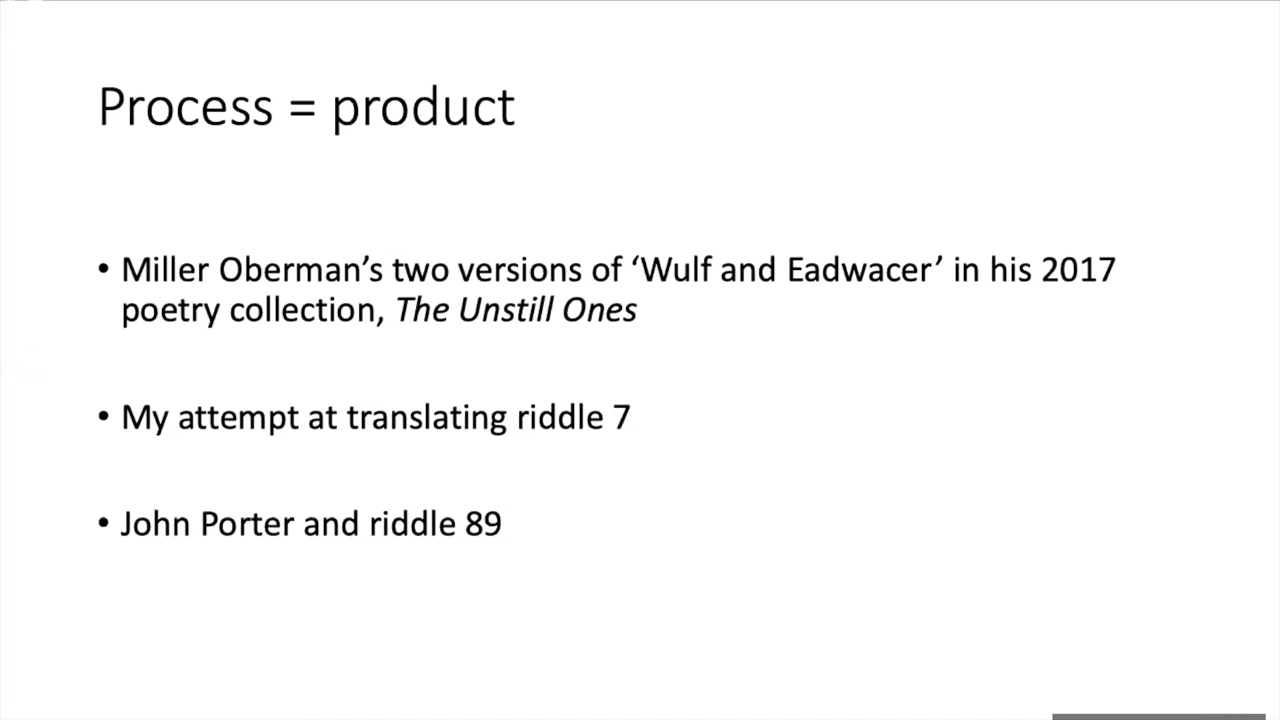 Process = product
• Miller Oberman’s two versions of ‘Wulf and Eadwacer’ in his 2017
poetry collection, The Unstill Ones
• My attempt at translating riddle 7
• John Porter and riddle 89